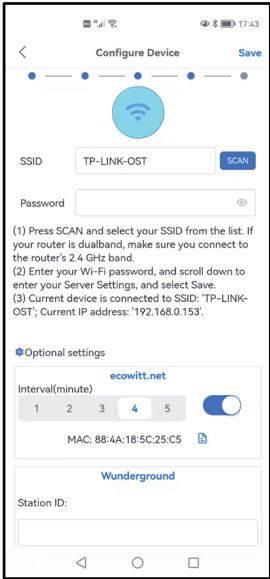 17:43
Configure Device
Save
SSID
TP-LINK-OST
SCAN
Password
(1) Press SCAN and select your SSID from the list. If
your router is dualband, make sure you connect to
the router's 2.4 GHz band.
(2) Enter your Wi-Fi password, and scroll down to
enter your Server Settings, and select Save.
(3) Current device is connected to SSID: 'TP-LINK-
OST'; Current IP address: '192.168.0.153'.
Optional settings
ecowitt.net
Interval(minute)
1 2 3 4 5
MAC: 88:4A:18:5C:25:C5
Wunderground
Station ID: